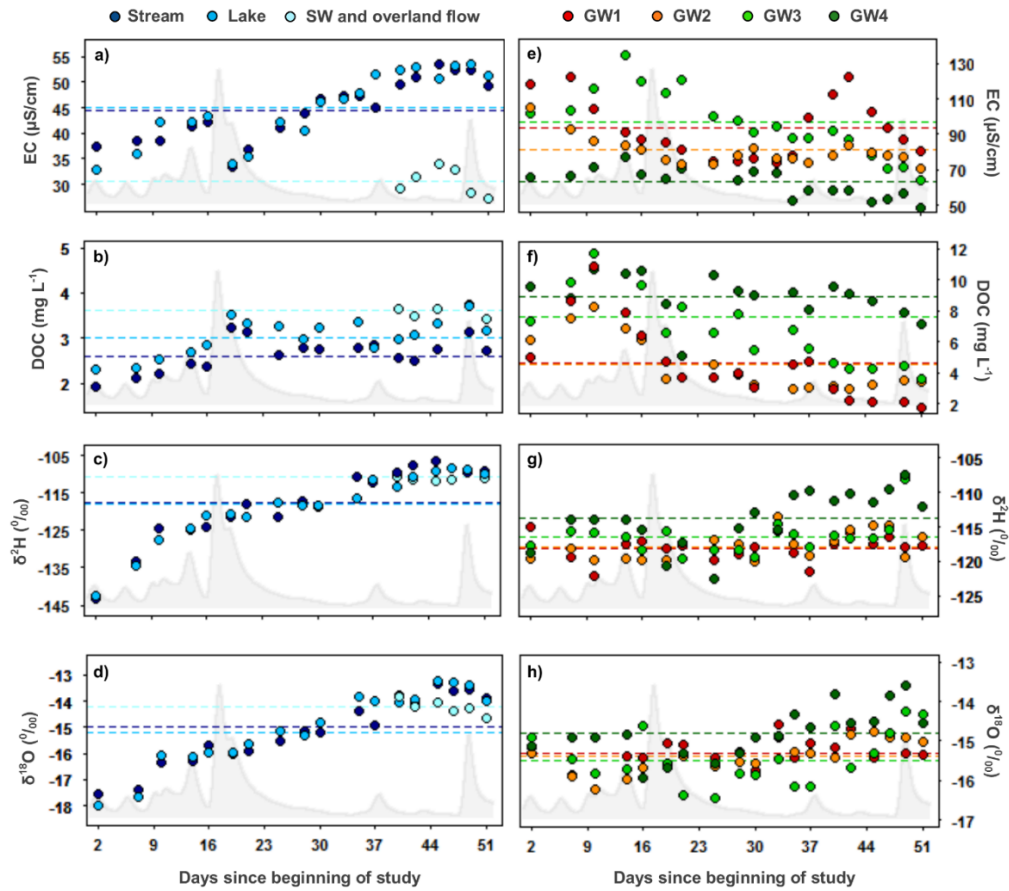 Stream Lake SW and overland flow GW1 GW2 GW3 GW4
a)
EC (µS/cm)
55
50
45
40
35
30
e)
EC (µS/cm)
130
110
90
70
50
b)
DOC (mg L⁻¹)
5
4
3
2
f)
DOC (mg L⁻¹)
12
10
8
6
4
2
c)
δ²H (⁰/₀₀)
-105
-115
-125
-135
-145
g)
δ²H (⁰/₀₀)
-105
-110
-115
-120
-125
d)
δ¹⁸O (⁰/₀₀)
-13
-14
-15
-16
-17
-18
h)
δ¹⁸O (⁰/₀₀)
-13
-14
-15
-16
-17
2 9 16 23 30 37 44 51
2 9 16 23 30 37 44 51
Days since beginning of study
Days since beginning of study